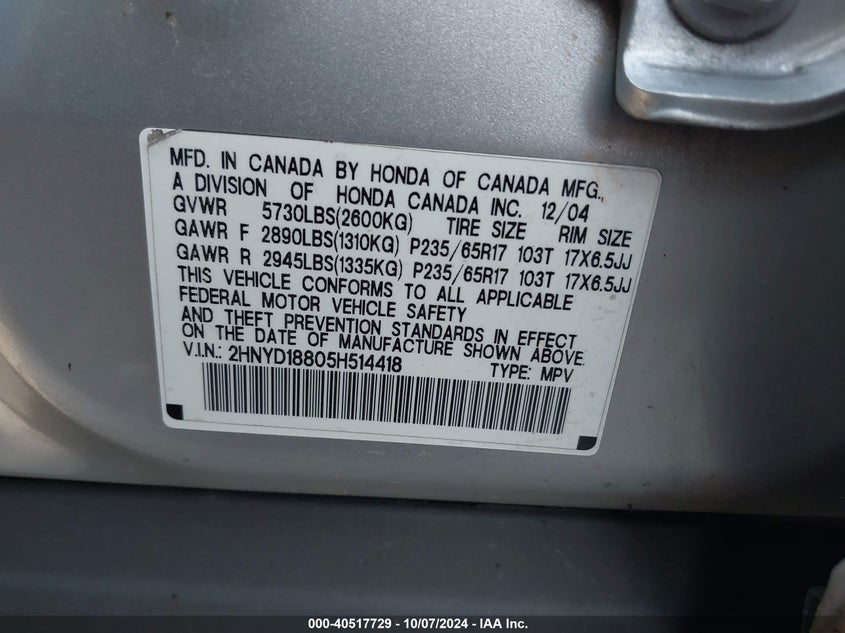 MFD. IN CANADA BY HONDA OF CANADA MFG.,
A DIVISION OF HONDA CANADA INC. 12/04
GVWR 5730LBS(2600KG) TIRE SIZE RIM SIZE
GAWR F 2890LBS(1310KG) P235/65R17 103T 17X6.5JJ
GAWR R 2945LBS(1335KG) P235/65R17 103T 17X6.5JJ
THIS VEHICLE CONFORMS TO ALL APPLICABLE
FEDERAL MOTOR VEHICLE SAFETY
AND THEFT PREVENTION STANDARDS IN EFFECT
ON THE DATE OF MANUFACTURE SHOWN ABOVE.
V.I.N.: 2HNYD18805H514418 TYPE: MPV
000-40517729 - 10/07/2024 - IAA Inc.